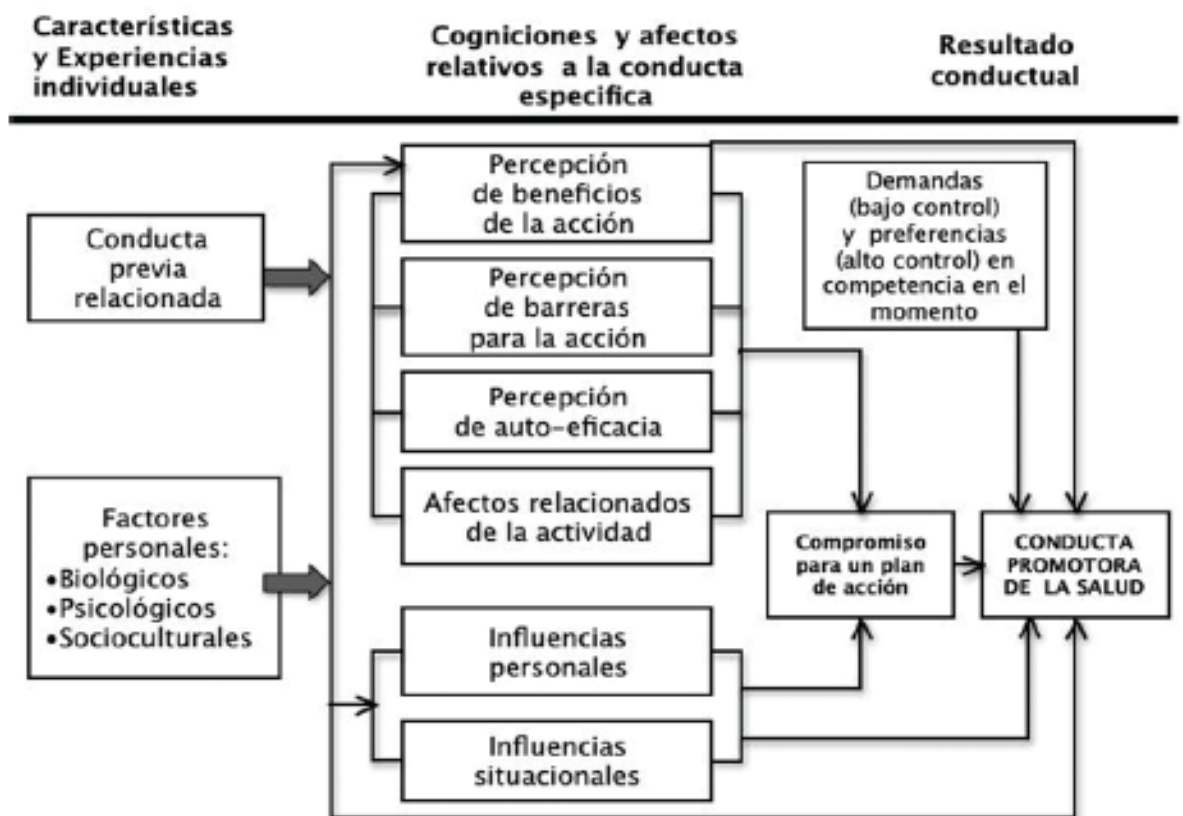 Características
y Experiencias
individuales
Cogniciones y afectos
relativos a la conducta
especifica
Resultado
conductual
Conducta
previa
relacionada
Factores
personales:
•Biológicos
•Psicológicos
•Socioculturales
Percepción
de beneficios
de la acción
Percepción
de barreras
para la acción
Percepción
de auto-eficacia
Afectos relacionados
de la actividad
Influencias
personales
Influencias
situacionales
Demandas
(bajo control)
y preferencias
(alto control) en
competencia en el
momento
Compromiso
para un plan
de acción
CONDUCTA
PROMOTORA
DE LA SALUD